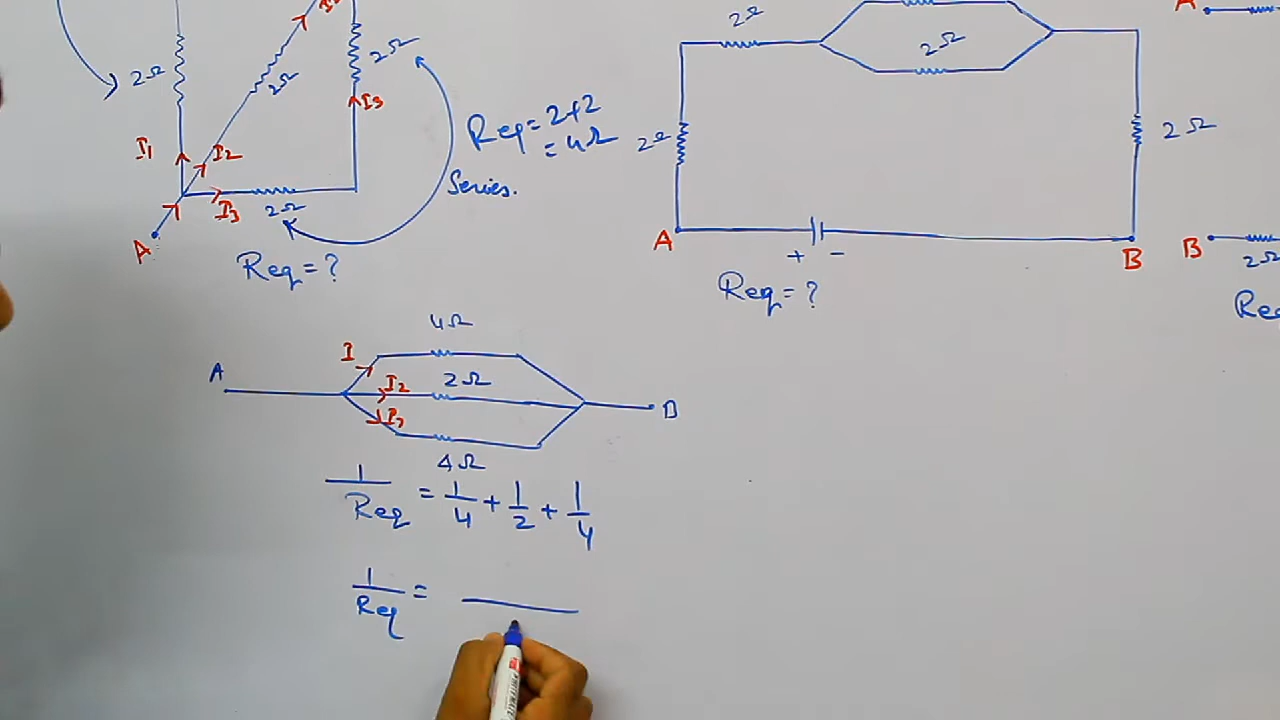 2Ω
2Ω
2Ω
I3
I1
I2
I3
2Ω
A
Req = 2+2
= 4Ω
Series.
Req = ?
2Ω
2Ω
2Ω
2Ω
A
+ -
B
Req = ?
A
B
2Ω
Req
4Ω
A
I
I2
2Ω
I3
B
4Ω
1/Req = 1/4 + 1/2 + 1/4
1/Req =